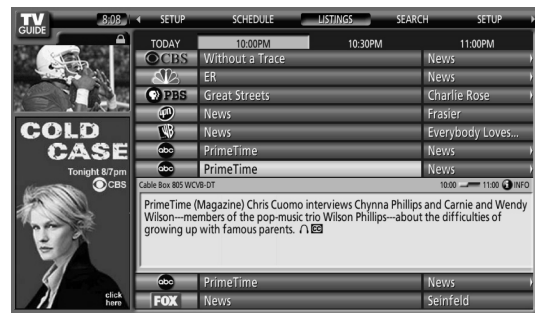 TV
GUIDE
8:08
SETUP SCHEDULE LISTINGS SEARCH SETUP
TODAY 10:00PM 10:30PM 11:00PM
CBS Without a Trace News
ER News
PBS Great Streets Charlie Rose
upn News Frasier
WB News Everybody Loves...
abc PrimeTime News
abc PrimeTime News
Cable Box 805 WCVB-DT 10:00 11:00 i INFO
PrimeTime (Magazine) Chris Cuomo interviews Chynna Phillips and Carnie and Wendy
Wilson---members of the pop-music trio Wilson Phillips---about the difficulties of
growing up with famous parents. CC
abc PrimeTime News
FOX News Seinfeld
COLD
CASE
Tonight 8/7pm
CBS
click
here